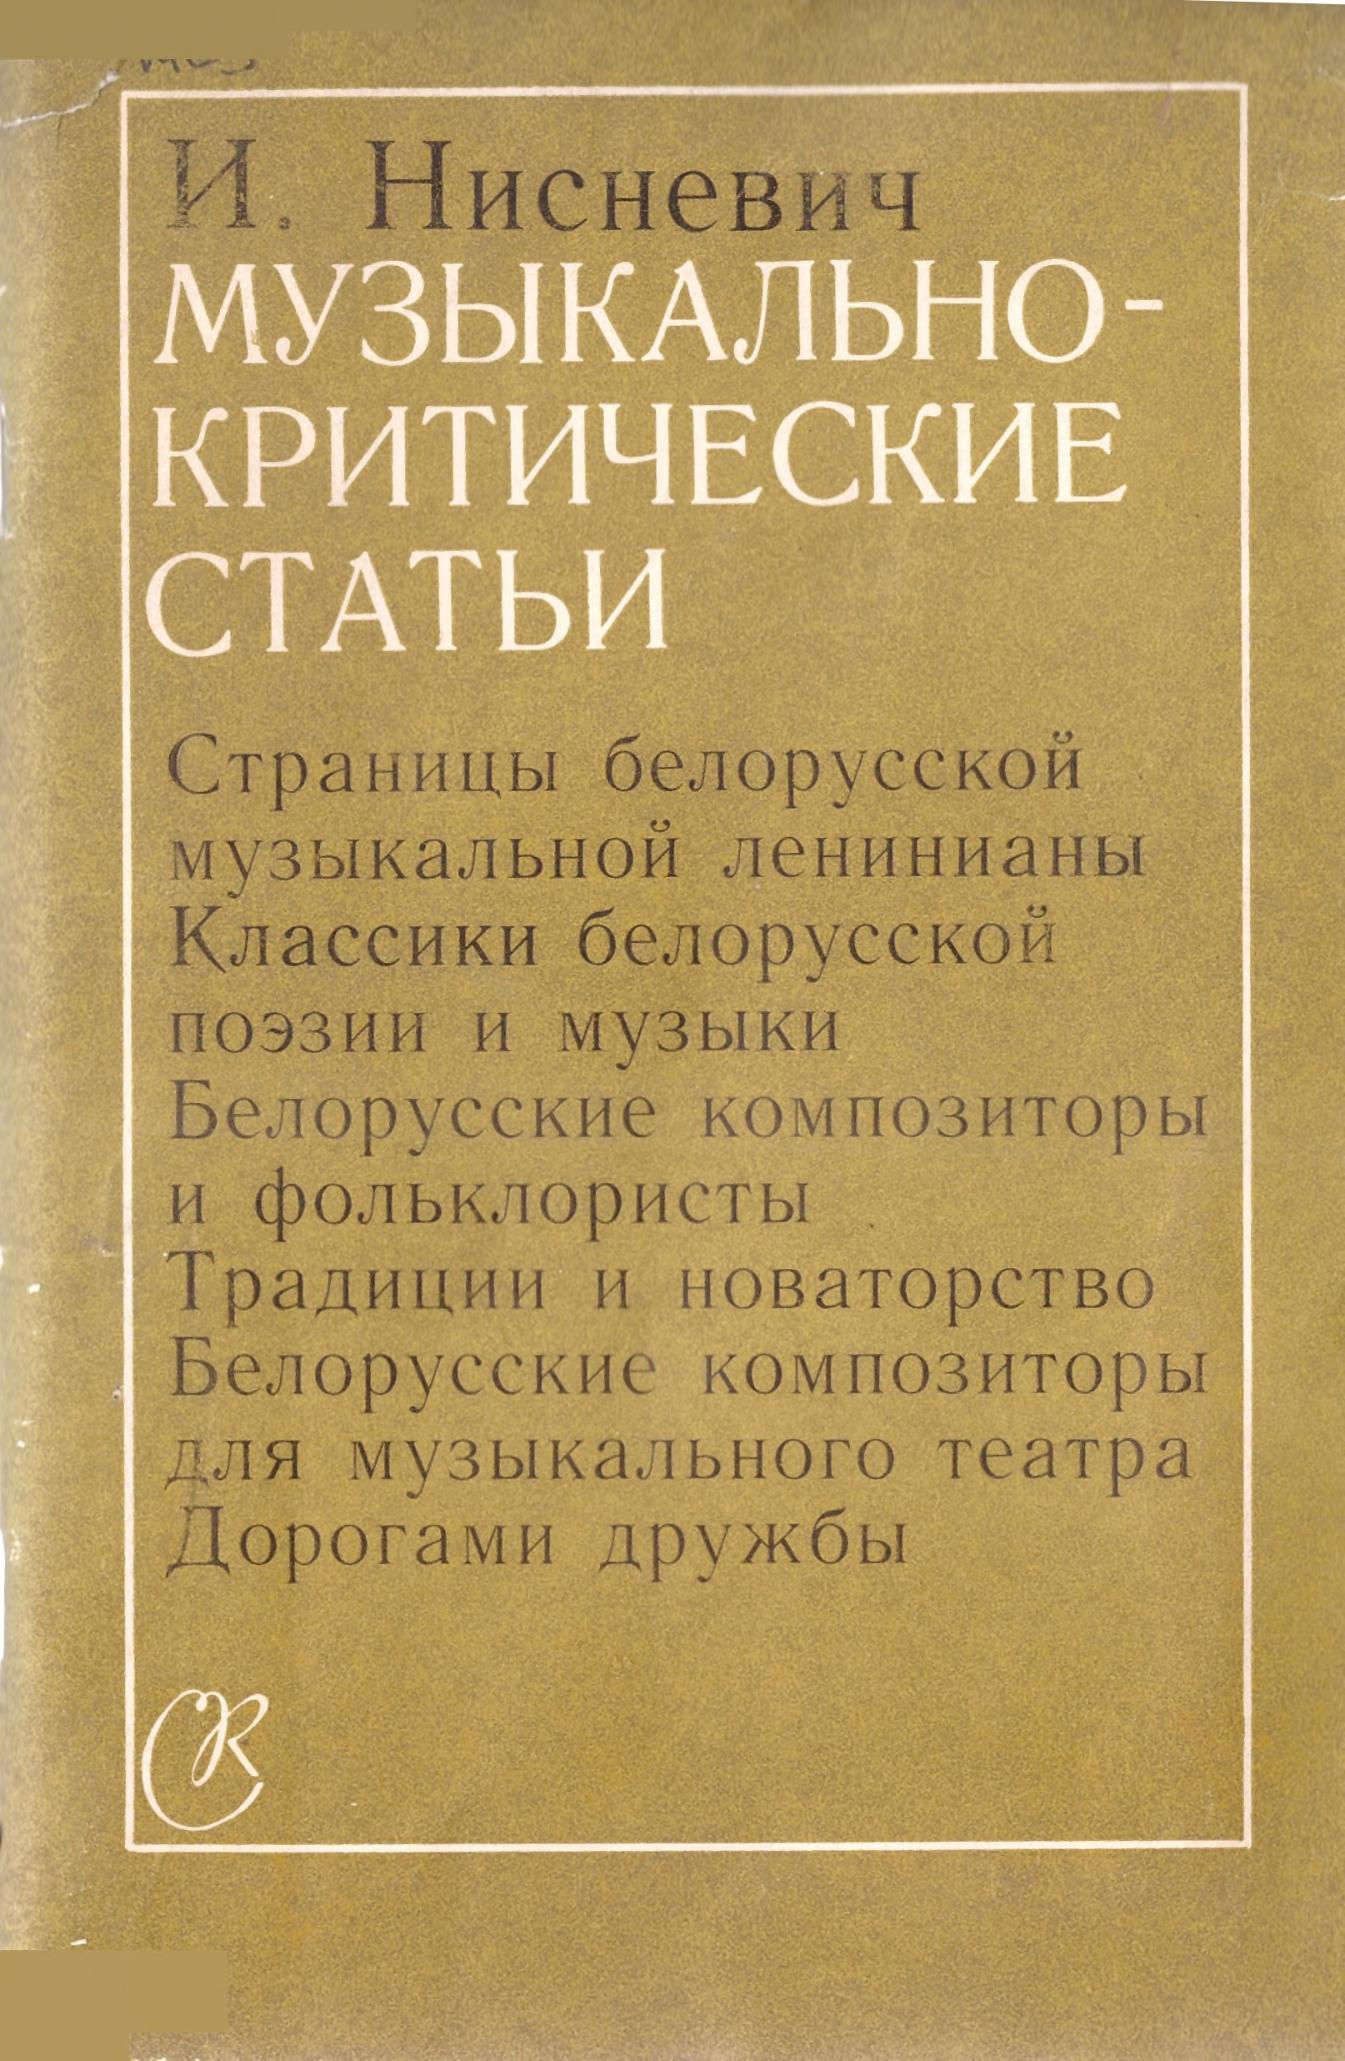 И. Нисневич
МУЗЫКАЛЬНО-
КРИТИЧЕСКИЕ
СТАТЬИ
Страницы белорусской
музыкальной ленинианы
Классики белорусской
поэзии и музыки
Белорусские композиторы
и фольклористы
Традиции и новаторство
Белорусские композиторы
для музыкального театра
Дорогами дружбы